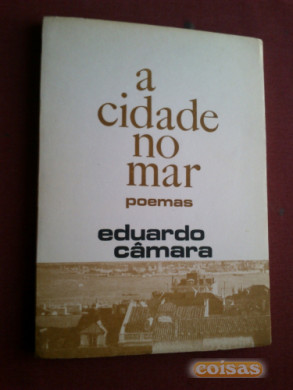 a
cidade
no
mar
poemas
eduardo
câmara
coisas